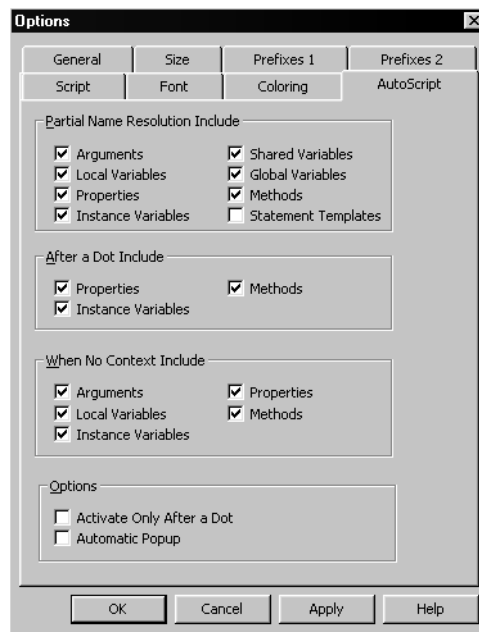 Options
General Size Prefixes 1 Prefixes 2
Script Font Coloring AutoScript
Partial Name Resolution Include
Arguments Shared Variables
Local Variables Global Variables
Properties Methods
Instance Variables Statement Templates
After a Dot Include
Properties Methods
Instance Variables
When No Context Include
Arguments Properties
Local Variables Methods
Instance Variables
Options
Activate Only After a Dot
Automatic Popup
OK Cancel Apply Help